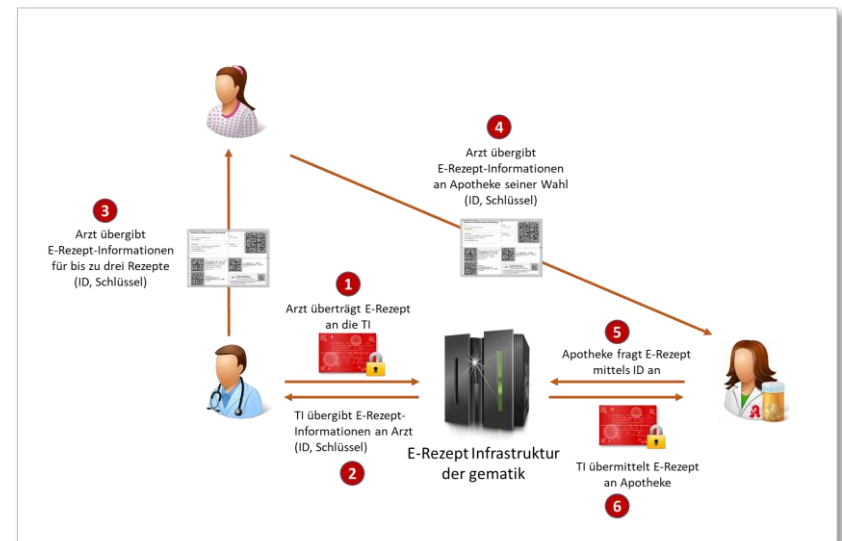 4
Arzt übergibt
E-Rezept-Informationen
an Apotheke seiner Wahl
(ID, Schlüssel)
3
Arzt übergibt
E-Rezept-Informationen
für bis zu drei Rezepte
(ID, Schlüssel)
1
Arzt überträgt E-Rezept
an die TI
5
Apotheke fragt E-Rezept
mittels ID an
TI übergibt E-Rezept-
Informationen an Arzt
(ID, Schlüssel)
2
E-Rezept Infrastruktur
der gematik
TI übermittelt E-Rezept
an Apotheke
6